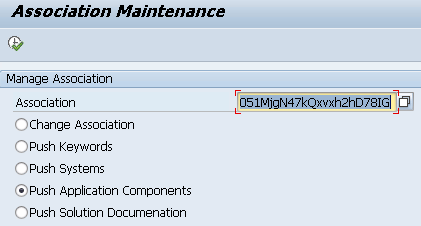 Association Maintenance
Manage Association
Association 051MjgN47kQxvxh2hD78IG
Change Association
Push Keywords
Push Systems
Push Application Components
Push Solution Documenation